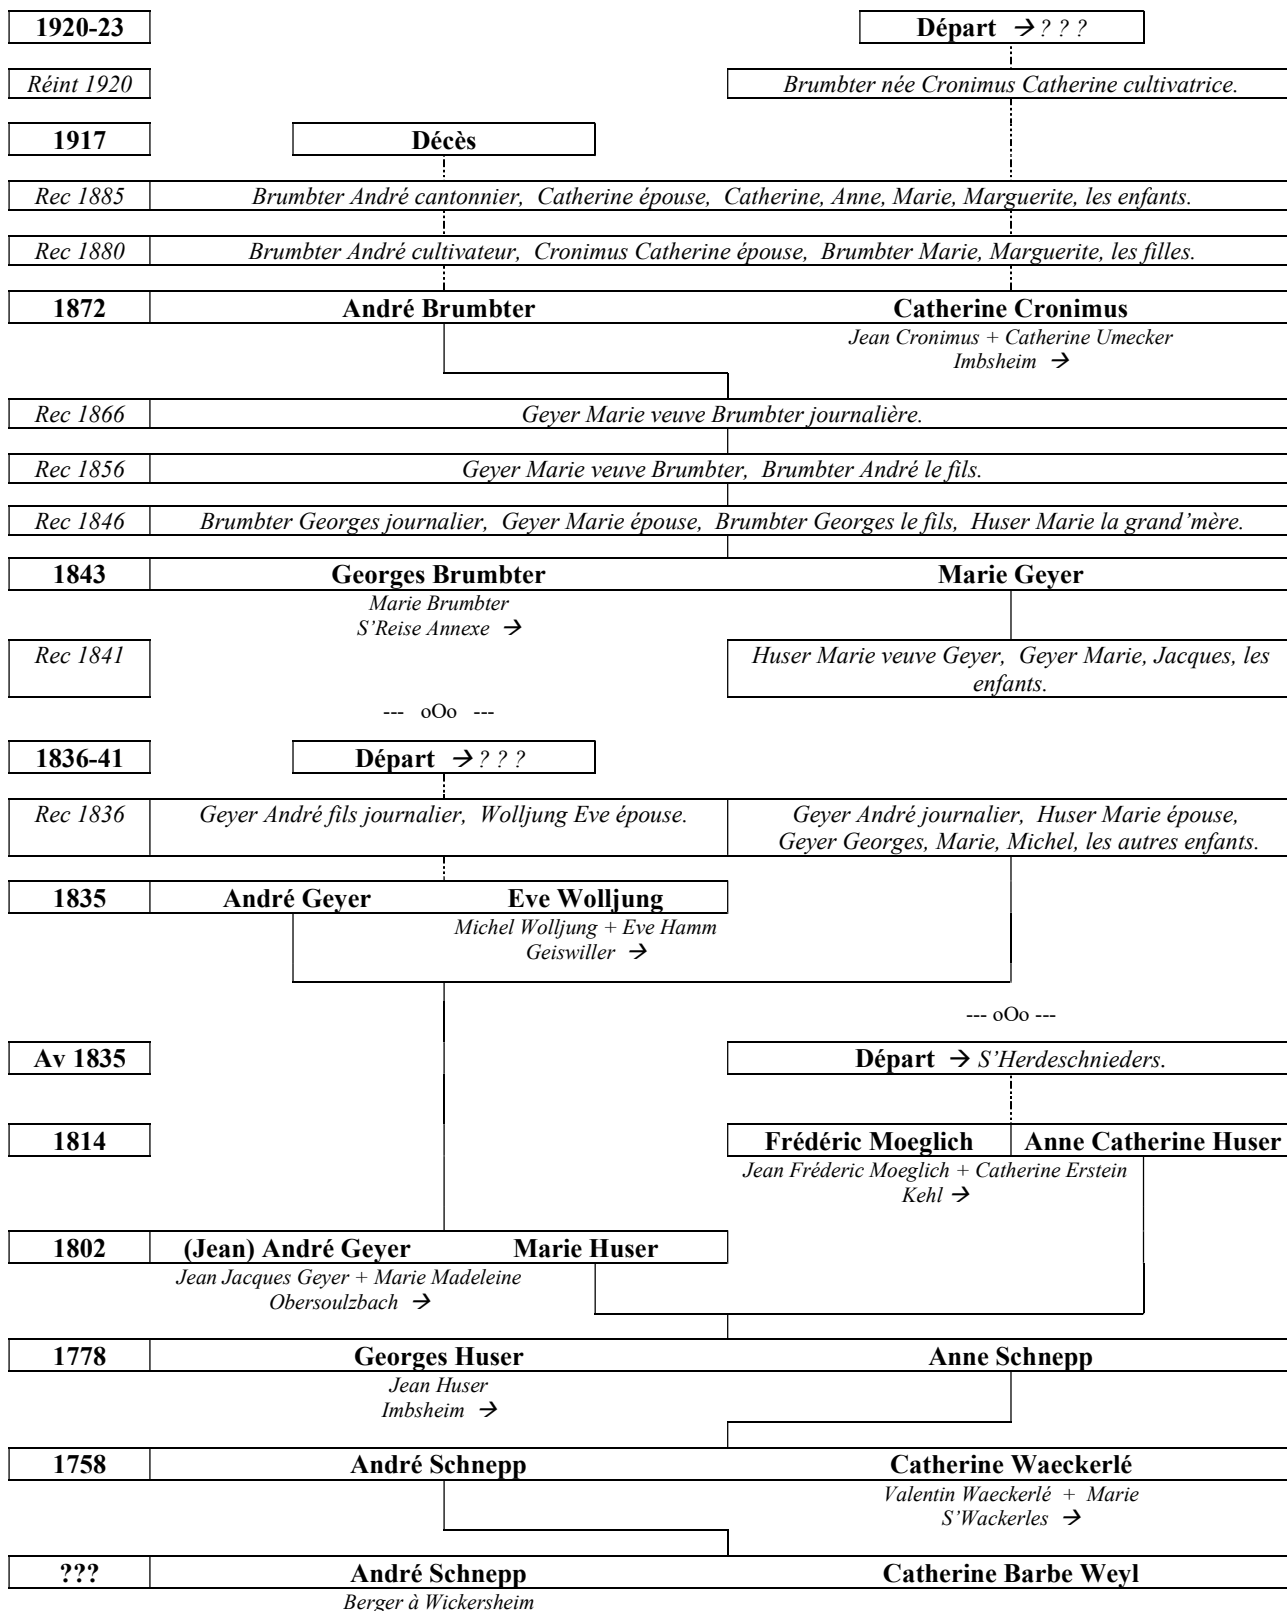 1920-23 Départ → ? ? ?
Réint 1920 Brumbter née Cronimus Catherine cultivatrice.
1917 Décès
Rec 1885 Brumbter André cantonnier, Catherine épouse, Catherine, Anne, Marie, Marguerite, les enfants.
Rec 1880 Brumbter André cultivateur, Cronimus Catherine épouse, Brumbter Marie, Marguerite, les filles.
1872 André Brumbter Catherine Cronimus
Jean Cronimus + Catherine Umecker
Imbsheim →
Rec 1866 Geyer Marie veuve Brumbter journalière.
Rec 1856 Geyer Marie veuve Brumbter, Brumbter André le fils.
Rec 1846 Brumbter Georges journalier, Geyer Marie épouse, Brumbter Georges le fils, Huser Marie la grand’mère.
1843 Georges Brumbter Marie Geyer
Marie Brumbter
S’Reise Annexe →
Rec 1841 Huser Marie veuve Geyer, Geyer Marie, Jacques, les
enfants.
--- oOo ---
1836-41 Départ → ? ? ?
Rec 1836 Geyer André fils journalier, Wolljung Eve épouse. Geyer André journalier, Huser Marie épouse,
Geyer Georges, Marie, Michel, les autres enfants.
1835 André Geyer Eve Wolljung
Michel Wolljung + Eve Hamm
Geiswiller →
--- oOo ---
Av 1835 Départ → S’Herdeschnieders.
1814 Frédéric Moeglich Anne Catherine Huser
Jean Fréderic Moeglich + Catherine Erstein
Kehl →
1802 (Jean) André Geyer Marie Huser
Jean Jacques Geyer + Marie Madeleine
Obersoulzbach →
1778 Georges Huser Anne Schnepp
Jean Huser
Imbsheim →
1758 André Schnepp Catherine Waeckerlé
Valentin Waeckerlé + Marie
S’Wackerles →
??? André Schnepp Catherine Barbe Weyl
Berger à Wickersheim